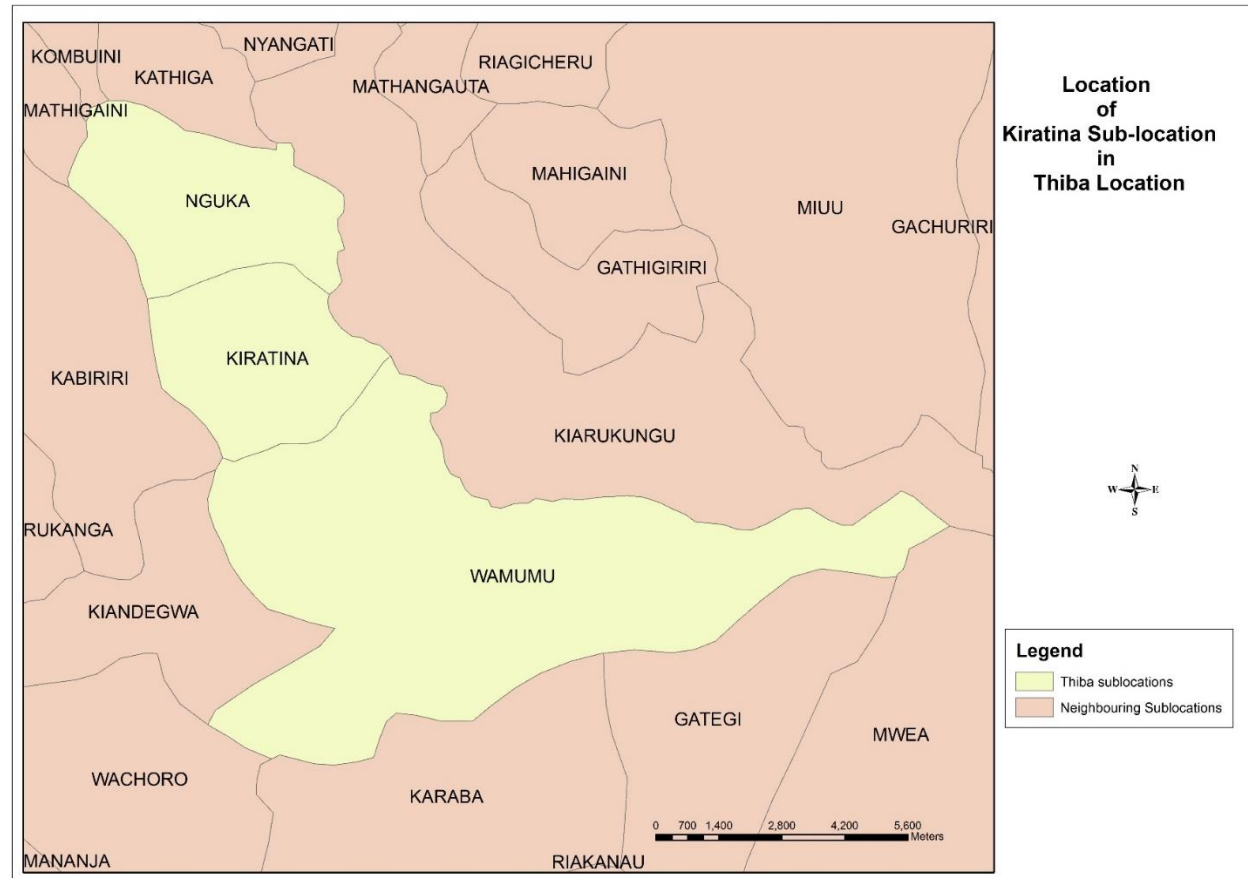 KOMBUINI
NYANGATI
KATHIGA
RIAGICHERU
MATHANGAUTA
MATHIGAINI
MAHIGAINI
NGUKA
MIUU
GACHURIRI
GATHIGIRIRI
KIRATINA
KABIRIRI
KIARUKUNGU
RUKANGA
WAMUMU
KIANDEGWA
GATEGI
MWEA
WACHORO
KARABA
MANANJA
RIAKANAU
0 700 1,400 2,800 4,200 5,600
Meters
Location
of
Kiratina Sub-location
in
Thiba Location
N
W E
S
Legend
Thiba sublocations
Neighbouring Sublocations